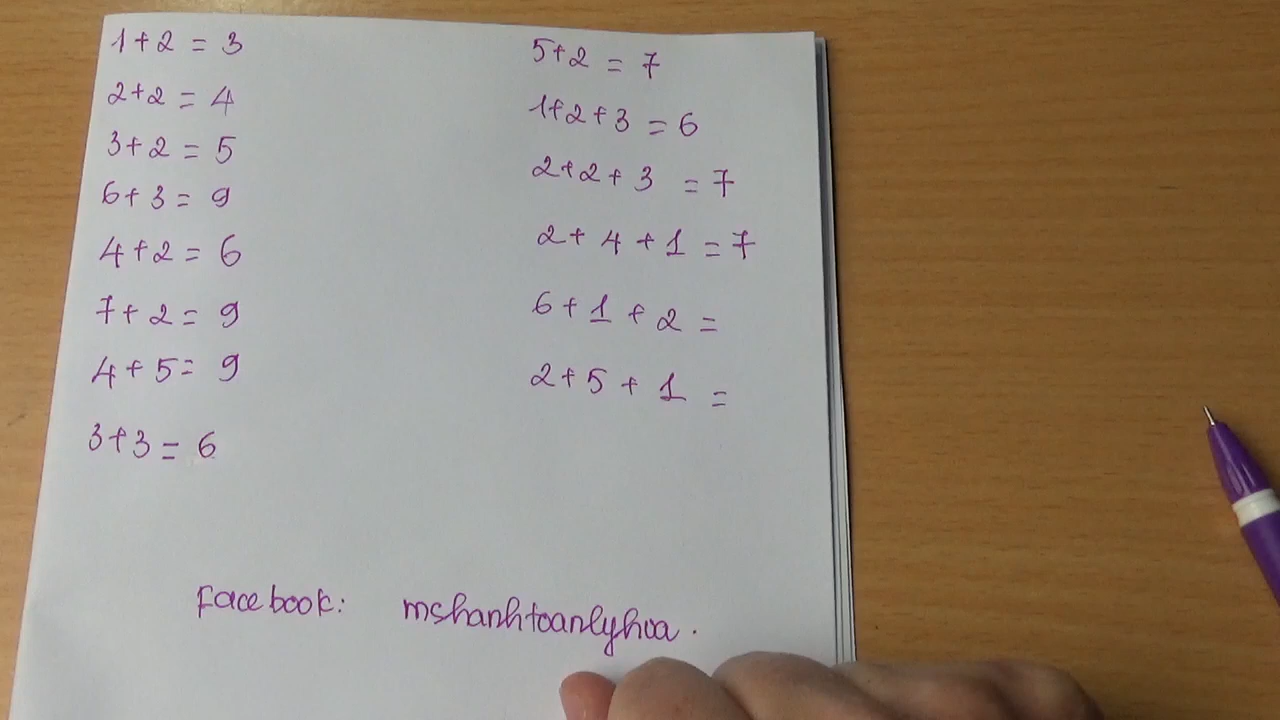 1+2 = 3
2+2 = 4
3+2 = 5
6+3 = 9
4+2 = 6
7+2 = 9
4+5= 9
3+3 = 6
5+2 = 7
1+2+3 = 6
2+2+3 = 7
2+4+1 = 7
6+1+2 =
2+5+1 =
Facebook: mshanhtoanlyhoa.